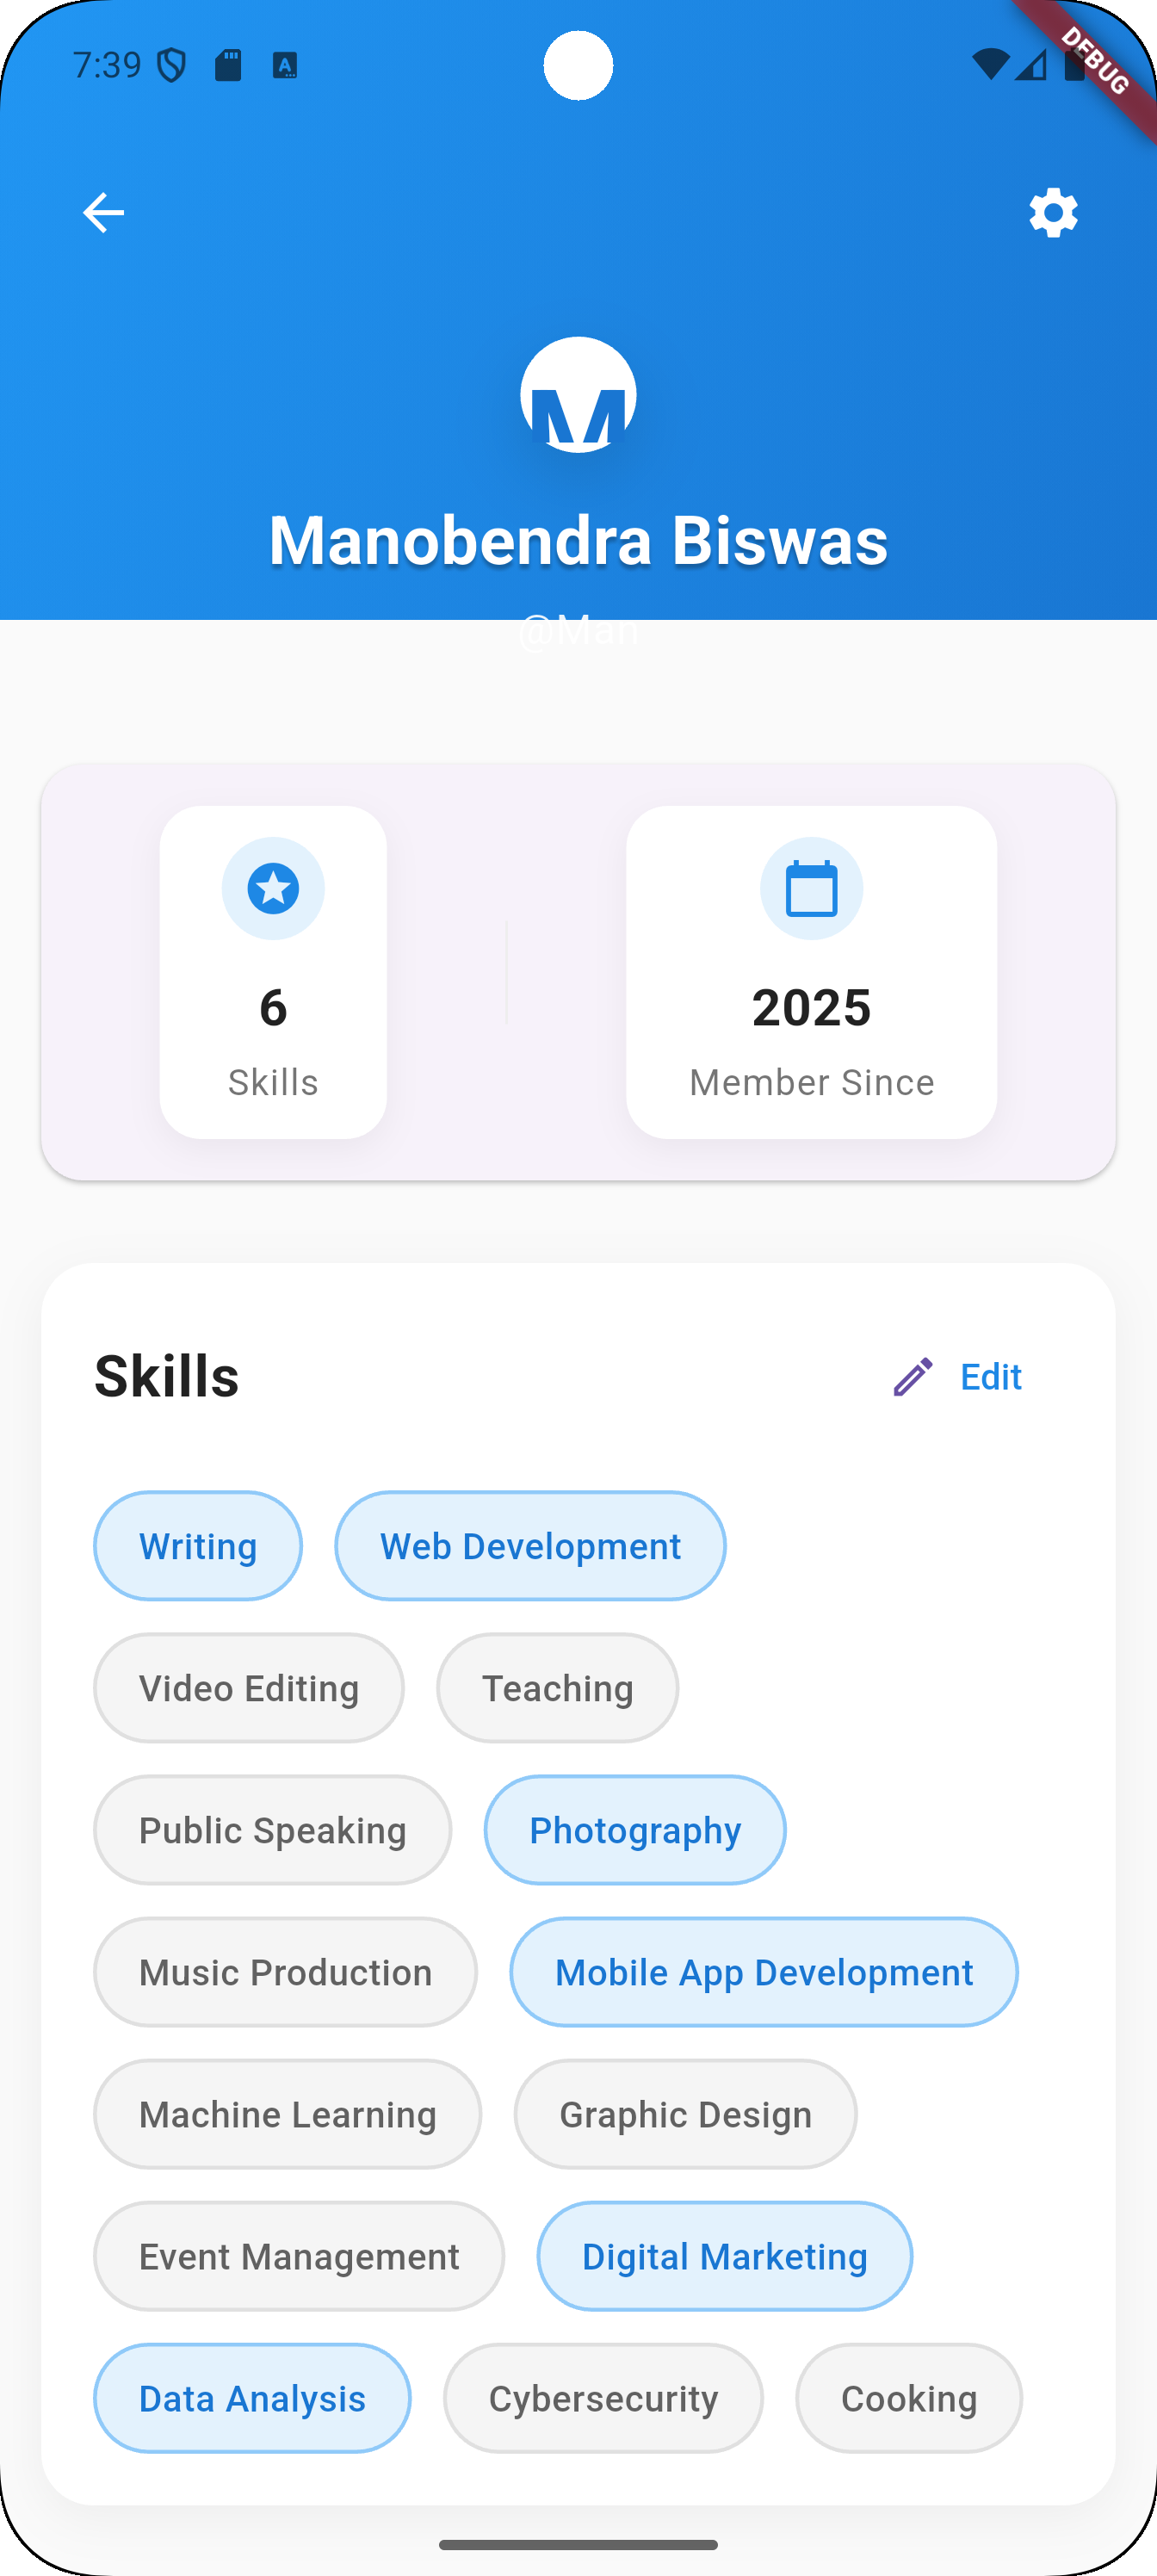 7:39
DEBUG
M
Manobendra Biswas
@Man
6
Skills
2025
Member Since
Skills
Edit
Writing
Web Development
Video Editing
Teaching
Public Speaking
Photography
Music Production
Mobile App Development
Machine Learning
Graphic Design
Event Management
Digital Marketing
Data Analysis
Cybersecurity
Cooking